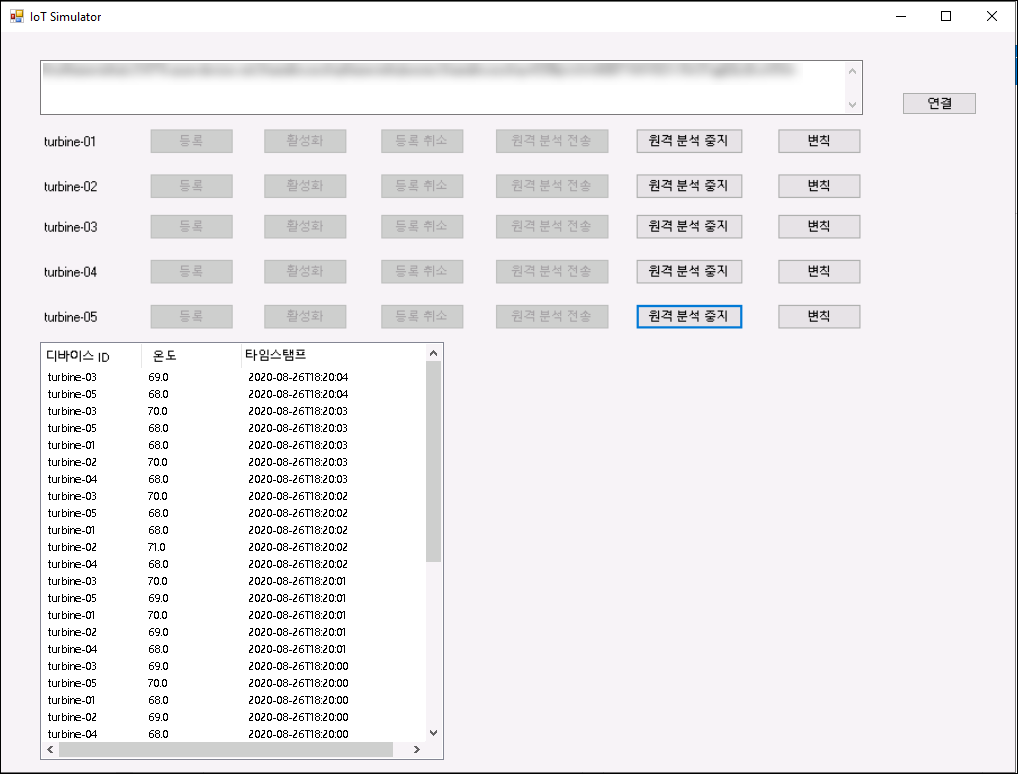 IoT Simulator
연결
turbine-01 등록 활성화 등록 취소 원격 분석 전송 원격 분석 중지 변칙
turbine-02 등록 활성화 등록 취소 원격 분석 전송 원격 분석 중지 변칙
turbine-03 등록 활성화 등록 취소 원격 분석 전송 원격 분석 중지 변칙
turbine-04 등록 활성화 등록 취소 원격 분석 전송 원격 분석 중지 변칙
turbine-05 등록 활성화 등록 취소 원격 분석 전송 원격 분석 중지 변칙
디바이스 ID 온도 타임스탬프
turbine-03 69.0 2020-08-26T18:20:04
turbine-05 68.0 2020-08-26T18:20:04
turbine-03 70.0 2020-08-26T18:20:03
turbine-05 68.0 2020-08-26T18:20:03
turbine-01 68.0 2020-08-26T18:20:03
turbine-02 70.0 2020-08-26T18:20:03
turbine-04 68.0 2020-08-26T18:20:03
turbine-03 70.0 2020-08-26T18:20:02
turbine-05 68.0 2020-08-26T18:20:02
turbine-01 68.0 2020-08-26T18:20:02
turbine-02 71.0 2020-08-26T18:20:02
turbine-04 68.0 2020-08-26T18:20:02
turbine-03 70.0 2020-08-26T18:20:01
turbine-05 69.0 2020-08-26T18:20:01
turbine-01 70.0 2020-08-26T18:20:01
turbine-02 69.0 2020-08-26T18:20:01
turbine-04 68.0 2020-08-26T18:20:01
turbine-03 69.0 2020-08-26T18:20:00
turbine-05 70.0 2020-08-26T18:20:00
turbine-01 68.0 2020-08-26T18:20:00
turbine-02 69.0 2020-08-26T18:20:00
turbine-04 68.0 2020-08-26T18:20:00